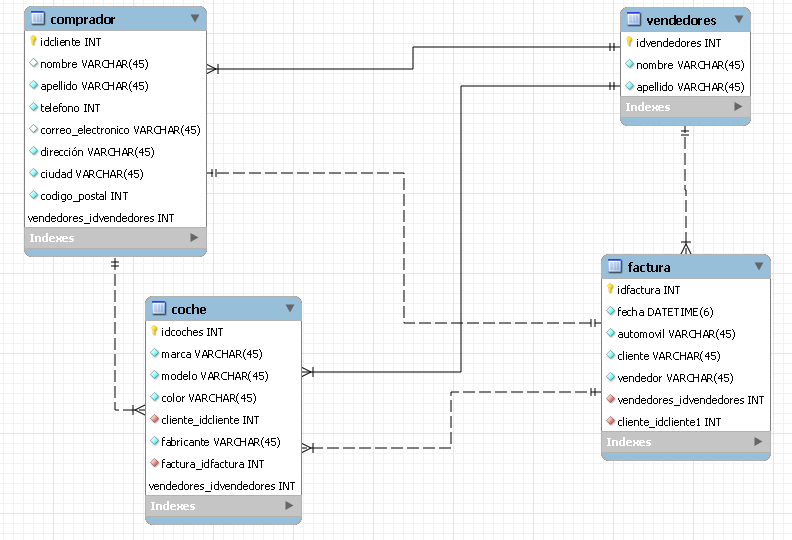 comprador
idcliente INT
nombre VARCHAR(45)
apellido VARCHAR(45)
telefono INT
correo_electronico VARCHAR(45)
dirección VARCHAR(45)
ciudad VARCHAR(45)
codigo_postal INT
vendedores_idvendedores INT
Indexes
vendedores
idvendedores INT
nombre VARCHAR(45)
apellido VARCHAR(45)
Indexes
coche
idcoches INT
marca VARCHAR(45)
modelo VARCHAR(45)
color VARCHAR(45)
cliente_idcliente INT
fabricante VARCHAR(45)
factura_idfactura INT
vendedores_idvendedores INT
Indexes
factura
idfactura INT
fecha DATETIME(6)
automovil VARCHAR(45)
cliente VARCHAR(45)
vendedor VARCHAR(45)
vendedores_idvendedores INT
cliente_idcliente1 INT
Indexes